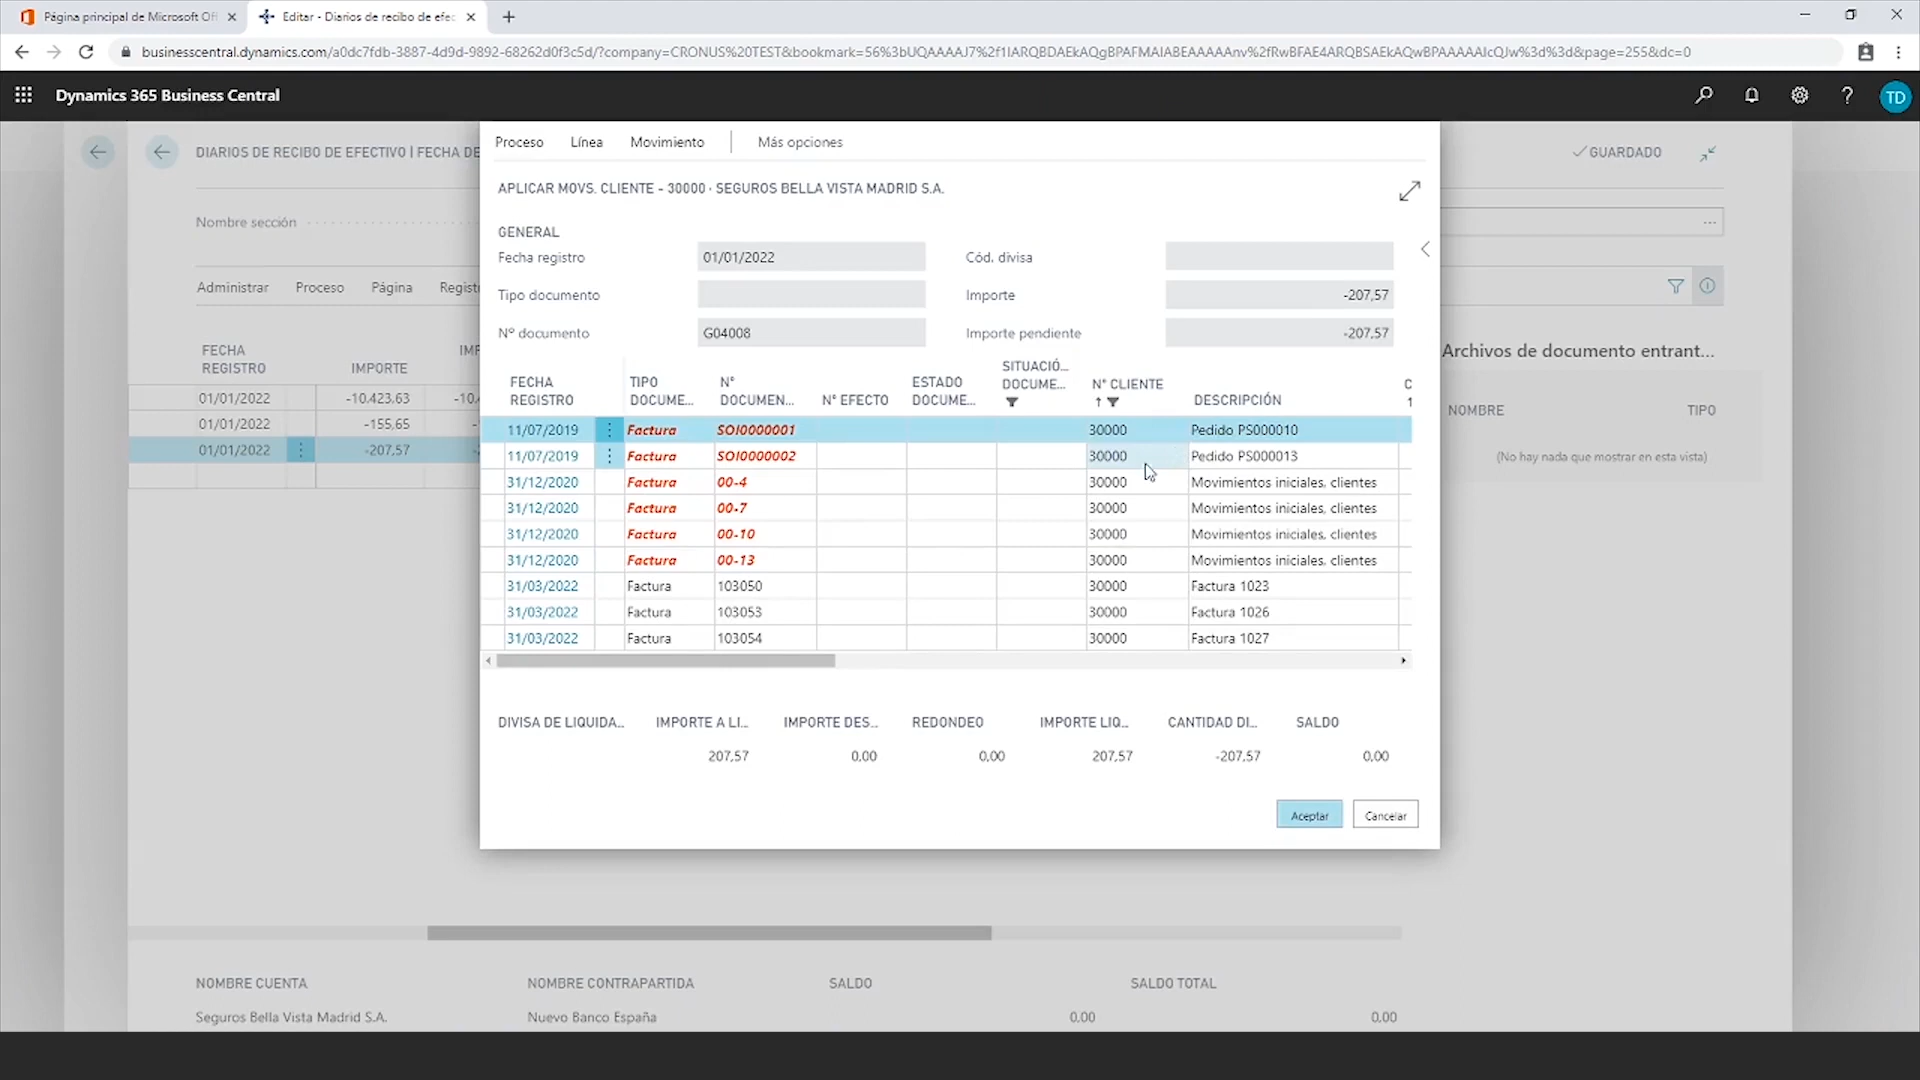 Página principal de Microsoft Of
Editar - Diarios de recibo de efec
businesscentral.dynamics.com/a0dc7fdb-3887-4d9d-9892-68262d0f3c5d/?company=CRONUS%20TEST&bookmark=56%3bUQAAAAJ7%2f1IARQBDAEkAQgBPAFMAIABEAAAAAnv%2fRwBFAE4ARQBSAEkAQwBPAAAAAIcQJw%3d%3d&page=255&dc=0
Dynamics 365 Business Central
TD
DIARIOS DE RECIBO DE EFECTIVO | FECHA DE
GUARDADO
Nombre sección
Administrar Proceso Página Regist
FECHA REGISTRO IMPORTE IMF
01/01/2022 -10.423,63 -10.
01/01/2022 -155,65
01/01/2022 -207,57
Proceso Línea Movimiento Más opciones
APLICAR MOVS. CLIENTE - 30000 · SEGUROS BELLA VISTA MADRID S.A.
GENERAL
Fecha registro 01/01/2022 Cód. divisa
Tipo documento Importe -207,57
Nº documento G04008 Importe pendiente -207,57
FECHA REGISTRO TIPO DOCUME... Nº DOCUMEN... Nº EFECTO ESTADO DOCUME... SITUACIÓ... DOCUME... Nº CLIENTE ↑ DESCRIPCIÓN C
11/07/2019 Factura SOI0000001 30000 Pedido PS000010
11/07/2019 Factura SOI0000002 30000 Pedido PS000013
31/12/2020 Factura 00-4 30000 Movimientos iniciales, clientes
31/12/2020 Factura 00-7 30000 Movimientos iniciales, clientes
31/12/2020 Factura 00-10 30000 Movimientos iniciales, clientes
31/12/2020 Factura 00-13 30000 Movimientos iniciales, clientes
31/03/2022 Factura 103050 30000 Factura 1023
31/03/2022 Factura 103053 30000 Factura 1026
31/03/2022 Factura 103054 30000 Factura 1027
DIVISA DE LIQUIDA... IMPORTE A LI... IMPORTE DES... REDONDEO IMPORTE LIQ... CANTIDAD DI... SALDO
207,57 0,00 0,00 207,57 -207,57 0,00
Aceptar Cancelar
Archivos de documento entrant...
NOMBRE TIPO
(No hay nada que mostrar en esta vista)
NOMBRE CUENTA NOMBRE CONTRAPARTIDA SALDO SALDO TOTAL
Seguros Bella Vista Madrid S.A. Nuevo Banco España 0,00 0,00